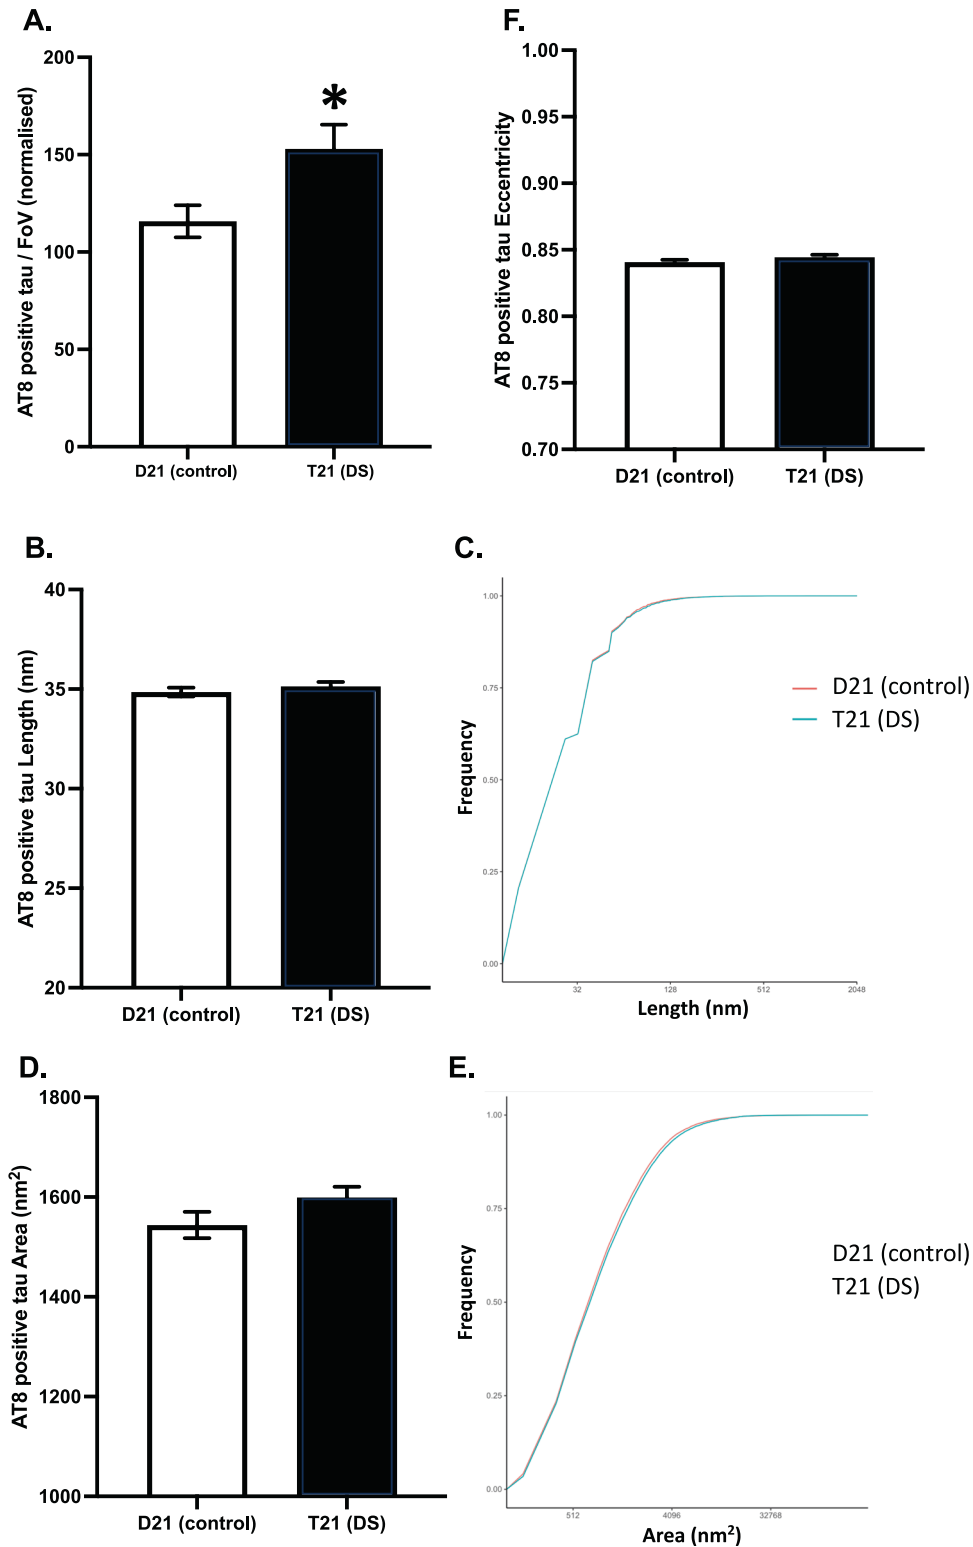 A.
AT8 positive tau / FoV (normalised)
200
150
100
50
0
*
D21 (control)
T21 (DS)
F.
AT8 positive tau Eccentricity
1.00
0.95
0.90
0.85
0.80
0.75
0.70
D21 (control)
T21 (DS)
B.
AT8 positive tau Length (nm)
40
35
30
25
20
D21 (control)
T21 (DS)
C.
Frequency
1.00
0.75
0.50
0.25
0.00
32
128
512
2048
Length (nm)
D21 (control)
T21 (DS)
D.
AT8 positive tau Area (nm²)
1800
1600
1400
1200
1000
D21 (control)
T21 (DS)
E.
Frequency
1.00
0.75
0.50
0.25
0.00
512
4096
32768
Area (nm²)
D21 (control)
T21 (DS)